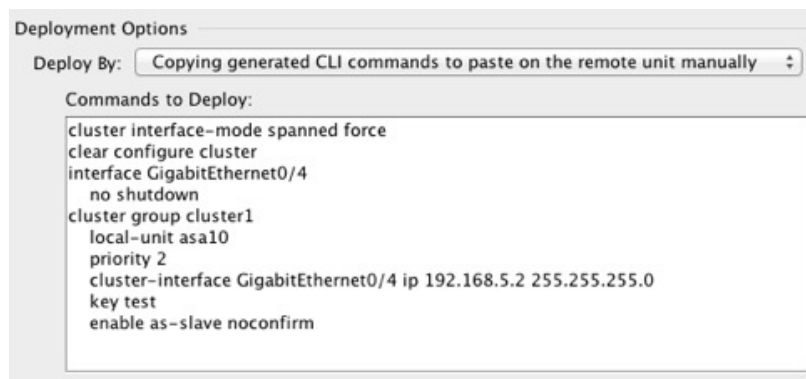 Deployment Options
Deploy By: Copying generated CLI commands to paste on the remote unit manually
Commands to Deploy:
cluster interface-mode spanned force
clear configure cluster
interface GigabitEthernet0/4
no shutdown
cluster group cluster1
local-unit asa10
priority 2
cluster-interface GigabitEthernet0/4 ip 192.168.5.2 255.255.255.0
key test
enable as-slave noconfirm